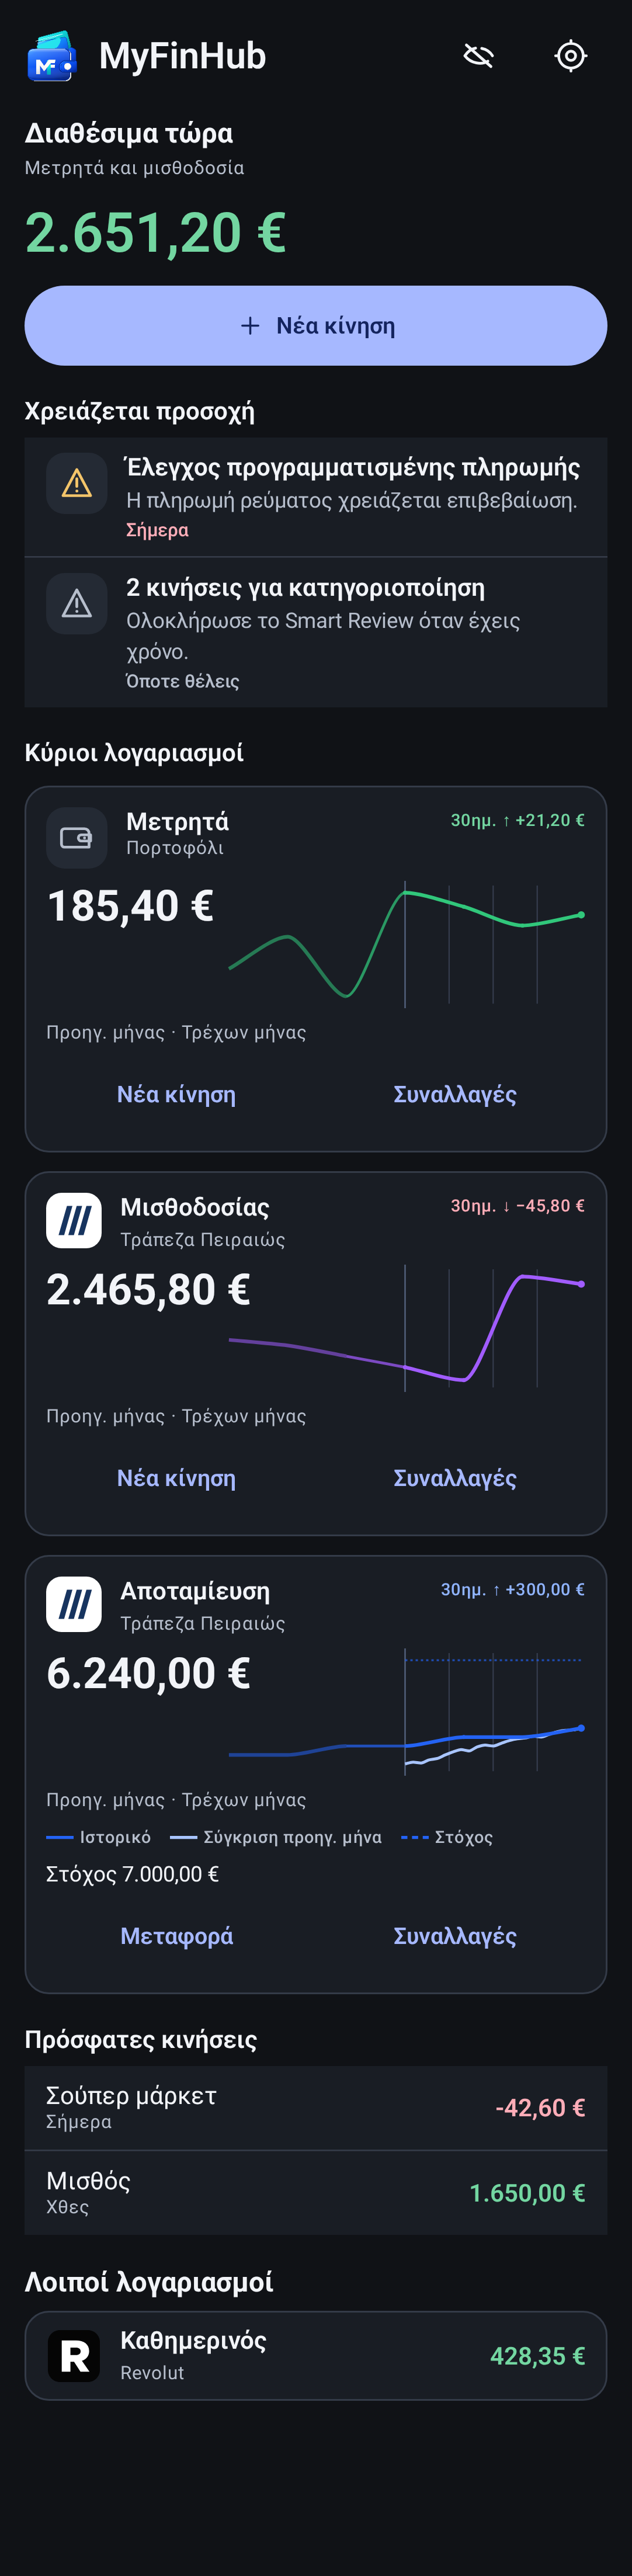 MF MyFinHub
Διαθέσιμα τώρα
Μετρητά και μισθοδοσία
2.651,20 €
+ Νέα κίνηση
Χρειάζεται προσοχή
Έλεγχος προγραμματισμένης πληρωμής
Η πληρωμή ρεύματος χρειάζεται επιβεβαίωση.
Σήμερα
2 κινήσεις για κατηγοριοποίηση
Ολοκλήρωσε το Smart Review όταν έχεις
χρόνο.
Όποτε θέλεις
Κύριοι λογαριασμοί
Μετρητά
30ημ. ↑ +21,20 €
Πορτοφόλι
185,40 €
Προηγ. μήνας · Τρέχων μήνας
Νέα κίνηση Συναλλαγές
Μισθοδοσίας
30ημ. ↓ −45,80 €
Τράπεζα Πειραιώς
2.465,80 €
Προηγ. μήνας · Τρέχων μήνας
Νέα κίνηση Συναλλαγές
Αποταμίευση
30ημ. ↑ +300,00 €
Τράπεζα Πειραιώς
6.240,00 €
Προηγ. μήνας · Τρέχων μήνας
Ιστορικό Σύγκριση προηγ. μήνα Στόχος
Στόχος 7.000,00 €
Μεταφορά Συναλλαγές
Πρόσφατες κινήσεις
Σούπερ μάρκετ
Σήμερα
-42,60 €
Μισθός
Χθες
1.650,00 €
Λοιποί λογαριασμοί
R Καθημερινός
Revolut
428,35 €